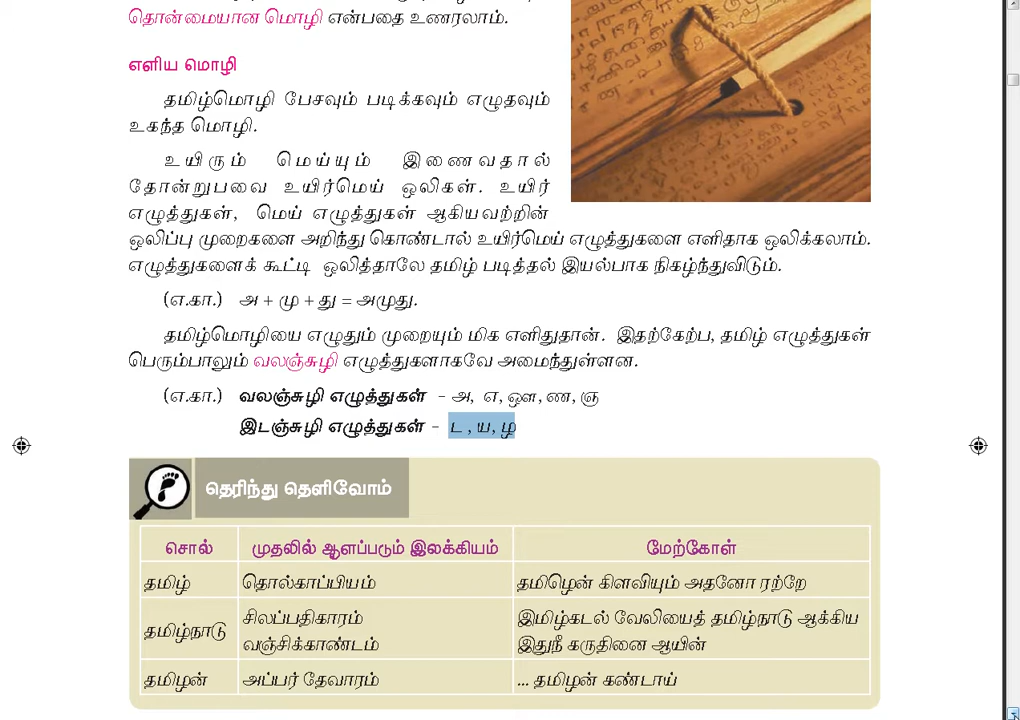 தொன்மையான மொழி என்பதை உணரலாம்.
எளிய மொழி
தமிழ்மொழி பேசவும் படிக்கவும் எழுதவும்
உகந்த மொழி.
உயிரும் மெய்யும் இணைவதால்
தோன்றுபவை உயிர்மெய் ஒலிகள். உயிர்
எழுத்துகள், மெய் எழுத்துகள் ஆகியவற்றின்
ஒலிப்பு முறைகளை அறிந்து கொண்டால் உயிர்மெய் எழுத்துகளை எளிதாக ஒலிக்கலாம்.
எழுத்துகளைக் கூட்டி ஒலித்தாலே தமிழ் படித்தல் இயல்பாக நிகழ்ந்துவிடும்.
(எ.கா.) அ + மு + து = அமுது.
தமிழ்மொழியை எழுதும் முறையும் மிக எளிதுதான். இதற்கேற்ப, தமிழ் எழுத்துகள்
பெரும்பாலும் வலஞ்சுழி எழுத்துகளாகவே அமைந்துள்ளன.
(எ.கா.) வலஞ்சுழி எழுத்துகள் - அ, எ, ஔ, ண, ஞ
இடஞ்சுழி எழுத்துகள் - ட , ய, ழ
தெரிந்து தெளிவோம்
சொல் முதலில் ஆளப்படும் இலக்கியம் மேற்கோள்
தமிழ் தொல்காப்பியம் தமிழென் கிளவியும் அதனோ ரற்றே
தமிழ்நாடு சிலப்பதிகாரம் இமிழ்கடல் வேலியைத் தமிழ்நாடு ஆக்கிய
வஞ்சிக்காண்டம் இதுநீ கருதினை ஆயின்
தமிழன் அப்பர் தேவாரம் ... தமிழன் கண்டாய்